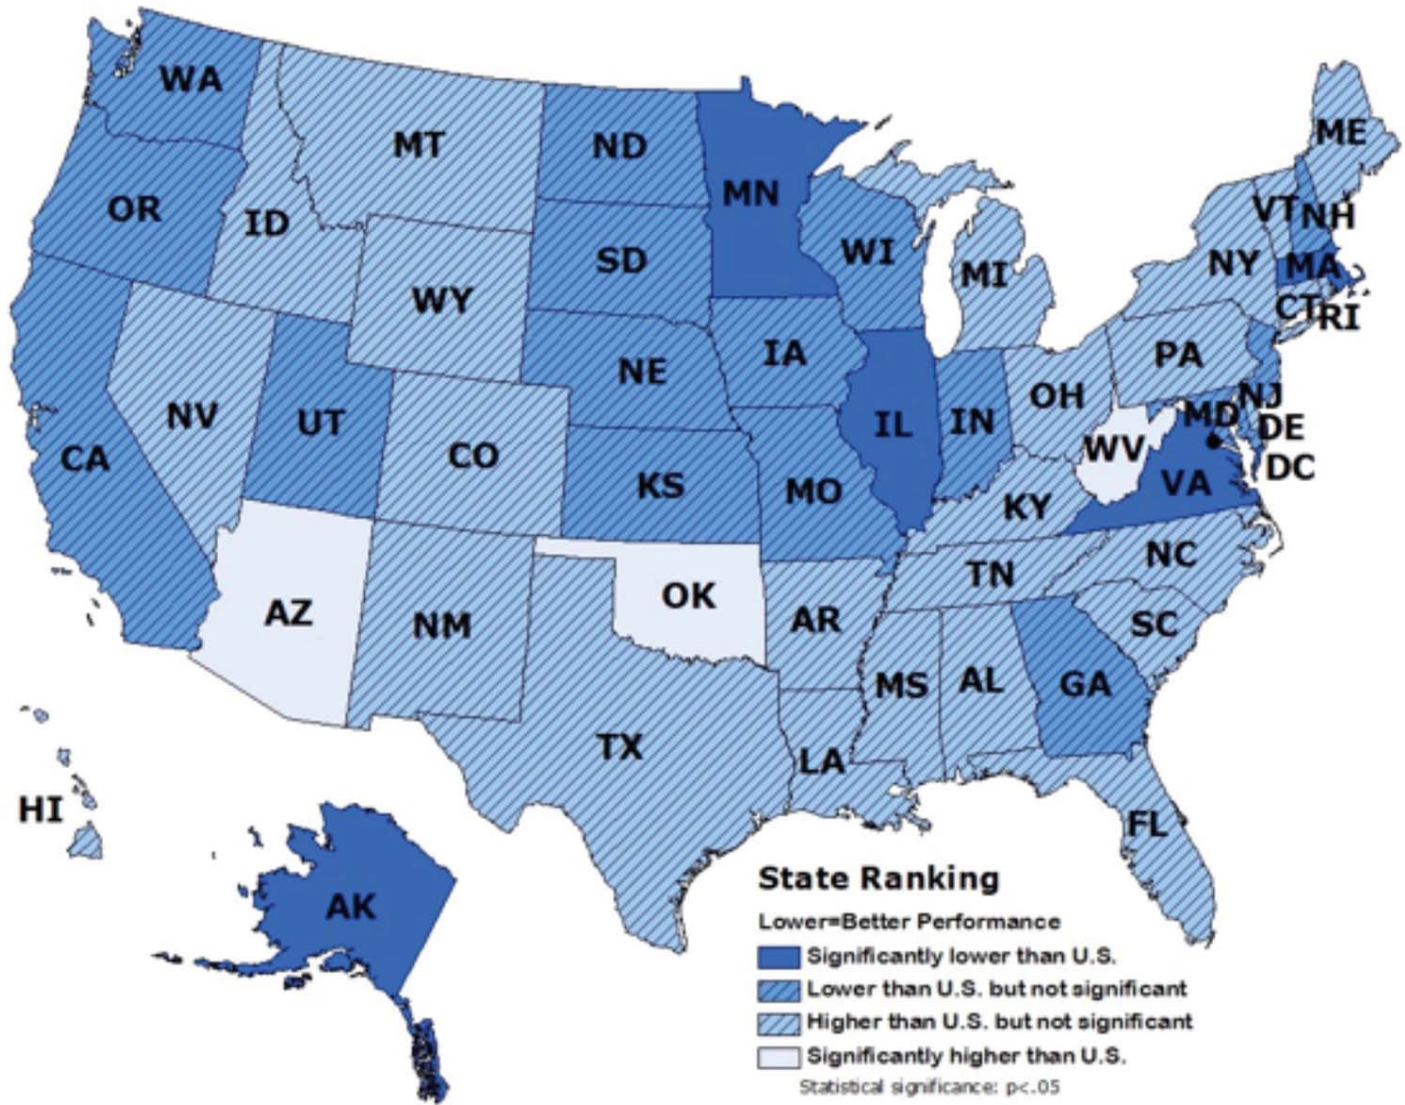 WA
MT
ND
MN
ME
OR
ID
SD
WI
VT
NH
MI
NY
MA
WY
CT
RI
NE
IA
PA
NV
UT
CO
IL
IN
OH
NJ
MD
DE
CA
KS
MO
WV
VA
DC
KY
NC
TN
AZ
NM
OK
AR
SC
MS
AL
GA
TX
LA
HI
FL
AK
State Ranking
Lower=Better Performance
Significantly lower than U.S.
Lower than U.S. but not significant
Higher than U.S. but not significant
Significantly higher than U.S.
Statistical significance: p<.05